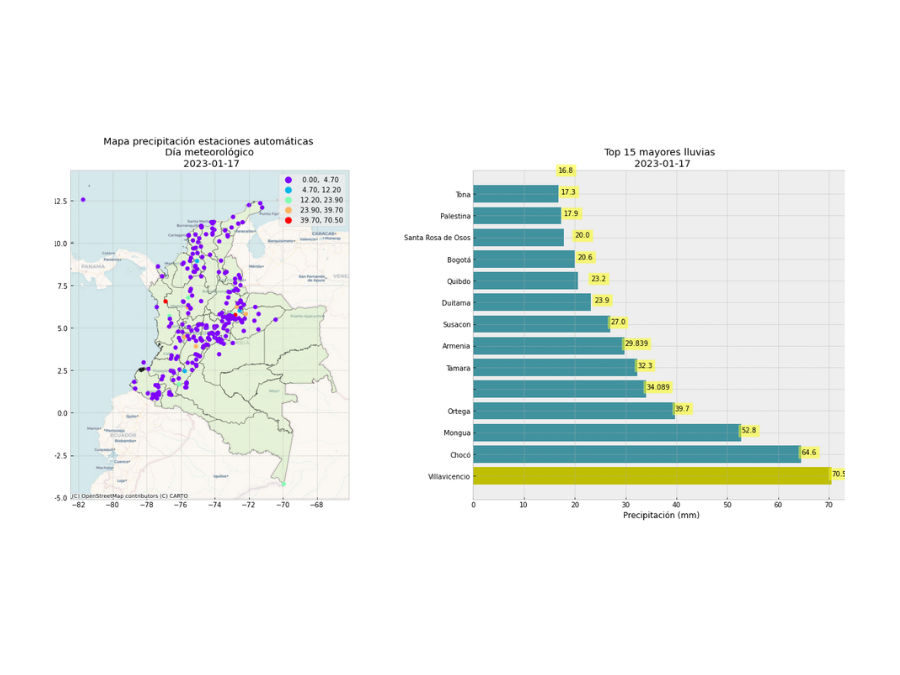 Mapa precipitación estaciones automáticas
Día meteorológico
2023-01-17
0.00, 4.70
4.70, 12.20
12.20, 23.90
23.90, 39.70
39.70, 70.50
12.5
10.0
7.5
5.0
2.5
0.0
-2.5
-5.0
CARACAS
PANAMÁ
ECUADOR
(C) OpenStreetMap contributors (C) CARTO
−82 −80 −78 −76 −74 −72 −70 −68
Top 15 mayores lluvias
2023-01-17
16.8
Tona 17.3
Palestina 17.9
Santa Rosa de Osos 20.0
Bogotá 20.6
Quibdo 23.2
Duitama 23.9
Susacon 27.0
Armenia 29.839
Tamara 32.3
34.089
Ortega 39.7
Mongua 52.8
Chocó 64.6
Villavicencio 70.5
0 10 20 30 40 50 60 70
Precipitación (mm)